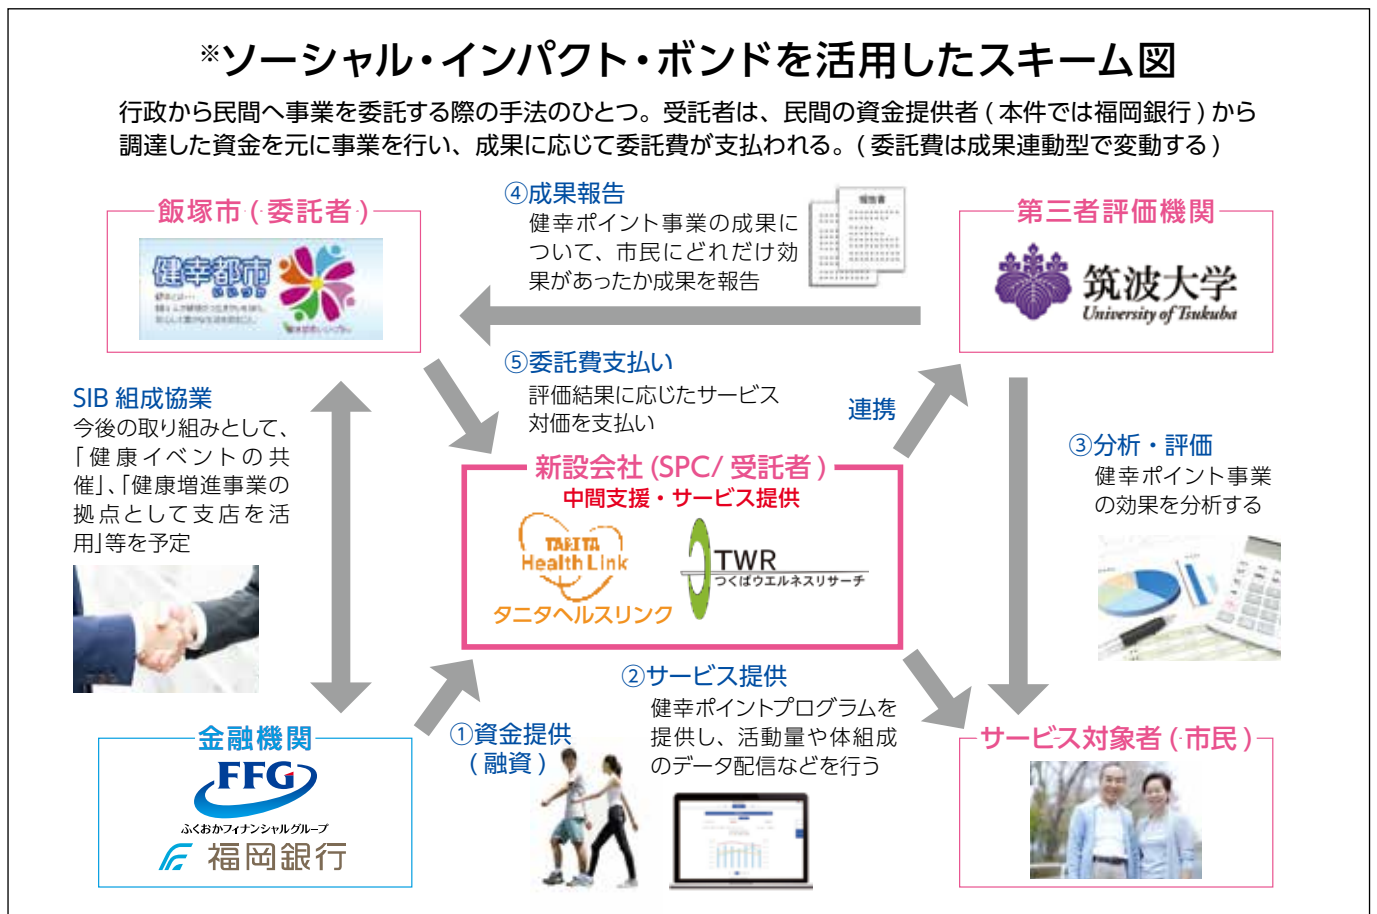 ※ソーシャル・インパクト・ボンドを活用したスキーム図
行政から民間へ事業を委託する際の手法のひとつ。受託者は、民間の資金提供者(本件では福岡銀行)から
調達した資金を元に事業を行い、成果に応じて委託費が支払われる。(委託費は成果連動型で変動する)
飯塚市(委託者)
健幸都市
いいづか
④成果報告
健幸ポイント事業の成果に
ついて、市民にどれだけ効
果があったか成果を報告
報告書
第三者評価機関
筑波大学
University of Tsukuba
⑤委託費支払い
評価結果に応じたサービス
対価を支払い
連携
SIB 組成協業
今後の取り組みとして、
「健康イベントの共
催」、「健康増進事業の
拠点として支店を活
用」等を予定
新設会社(SPC/受託者)
中間支援・サービス提供
TANITA
Health Link
タニタヘルスリンク
TWR
つくばウエルネスリサーチ
③分析・評価
健幸ポイント事業
の効果を分析する
①資金提供
(融資)
②サービス提供
健幸ポイントプログラムを
提供し、活動量や体組成
のデータ配信などを行う
金融機関
FFG
ふくおかフィナンシャルグループ
福岡銀行
サービス対象者(市民)